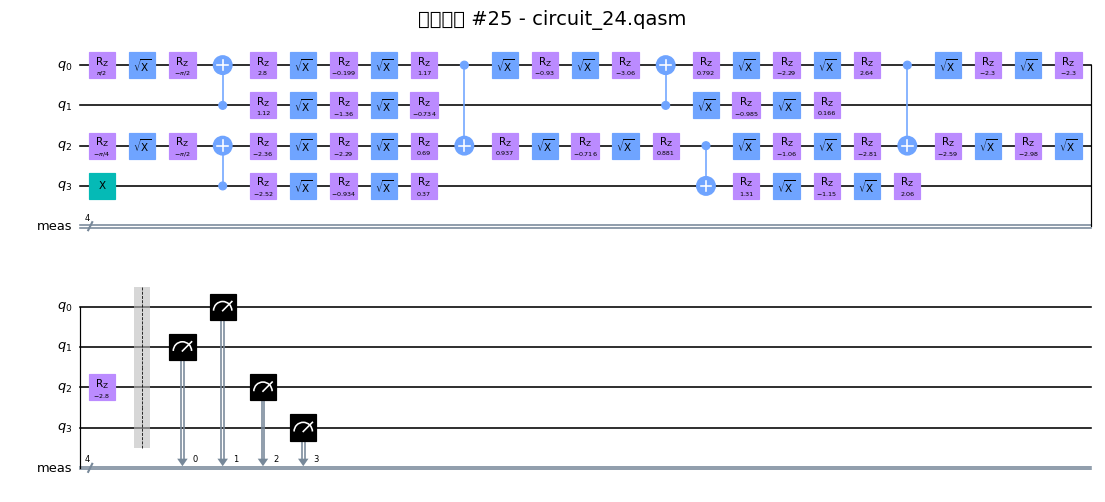 #25 - circuit_24.qasm
q0 Rz π/2 √X Rz −π/2 Rz 2.8 √X Rz −0.199 √X Rz 1.17 √X Rz −0.93 √X Rz −3.06 Rz 0.792 √X Rz −2.29 √X Rz 2.64 √X Rz −2.3 √X Rz −2.3
q1 Rz 1.12 √X Rz −1.36 √X Rz −0.734 √X Rz −0.985 √X Rz 0.166
q2 Rz −π/4 √X Rz −π/2 Rz −2.36 √X Rz −2.29 √X Rz 0.69 Rz 0.937 √X Rz −0.716 √X Rz 0.881 √X Rz −1.06 √X Rz −2.81 Rz −2.59 √X Rz −2.98 √X
q3 X Rz −2.52 √X Rz −0.934 √X Rz 0.37 Rz 1.31 √X Rz −1.15 √X Rz 2.06
meas 4
q0
q1
q2 Rz −2.8
q3
meas 4 0 1 2 3